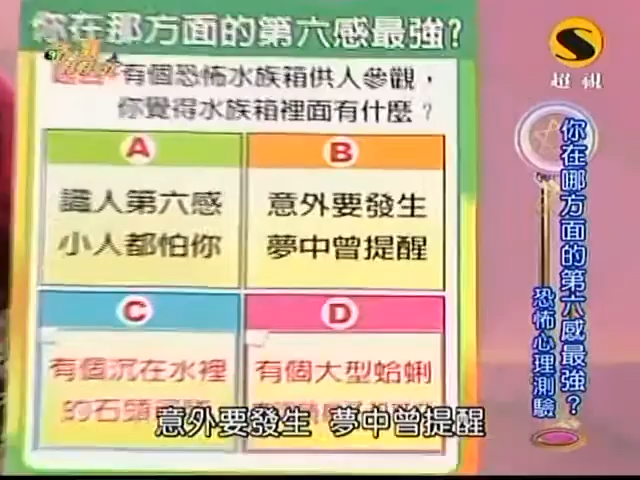 你在那方面的第六感最強?
有個恐怖水族箱供人參觀，
你覺得水族箱裡面有什麼？
A
識人第六感
小人都怕你
B
意外要發生
夢中曾提醒
C
有個沉在水裡
的石頭
D
有個大型蛤蜊
意外要發生 夢中曾提醒
超視
你在哪方面的第六感最強？
恐怖心理測驗